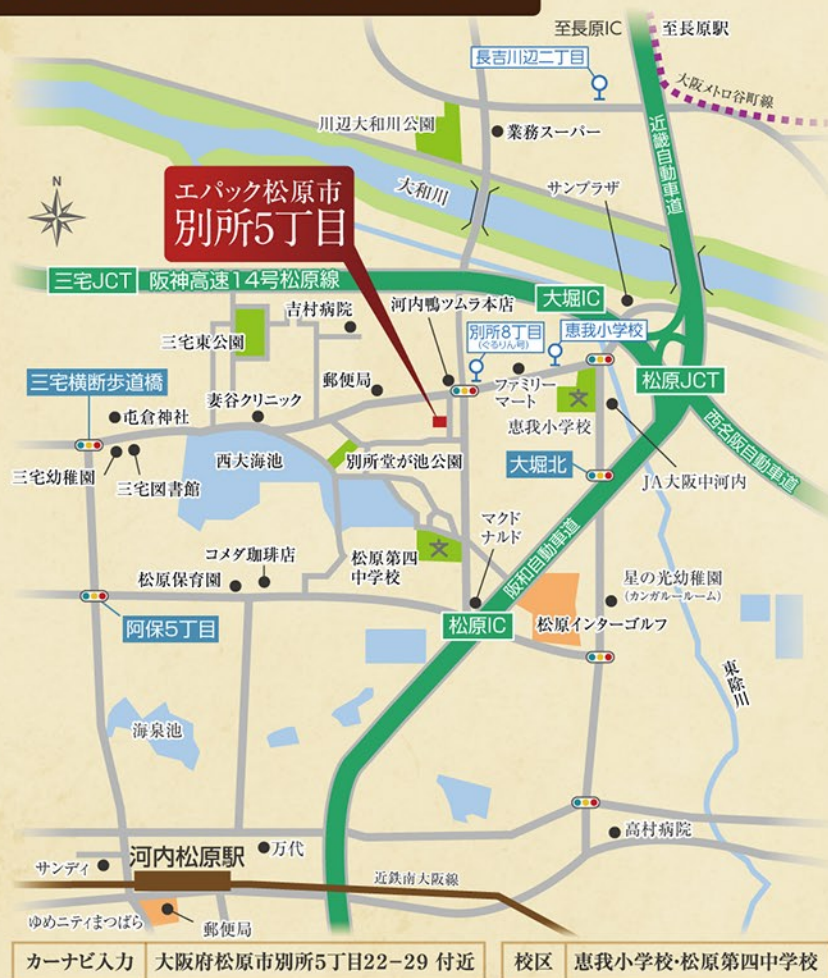 至長原IC
至長原駅
長吉川辺二丁目
大阪メトロ谷町線
川辺大和川公園
業務スーパー
近畿自動車道
大和川
サンプラザ
N
エパック松原市
別所5丁目
三宅JCT
阪神高速14号松原線
大堀IC
吉村病院
河内鴨ツムラ本店
三宅東公園
別所8丁目
(ぐるりん号)
恵我小学校
郵便局
ファミリー
マート
松原JCT
三宅横断歩道橋
妻谷クリニック
屯倉神社
恵我小学校
西名阪自動車道
西大海池
別所堂が池公園
大堀北
三宅幼稚園
三宅図書館
JA大阪中河内
マクド
ナルド
阪和自動車道
コメダ珈琲店
松原第四
中学校
松原保育園
星の光幼稚園
(カンガルールーム)
阿保5丁目
松原IC
松原インターゴルフ
東除川
海泉池
高村病院
河内松原駅
万代
サンディ
近鉄南大阪線
ゆめニティまつばら
郵便局
カーナビ入力
大阪府松原市別所5丁目22-29 付近
校区
恵我小学校・松原第四中学校